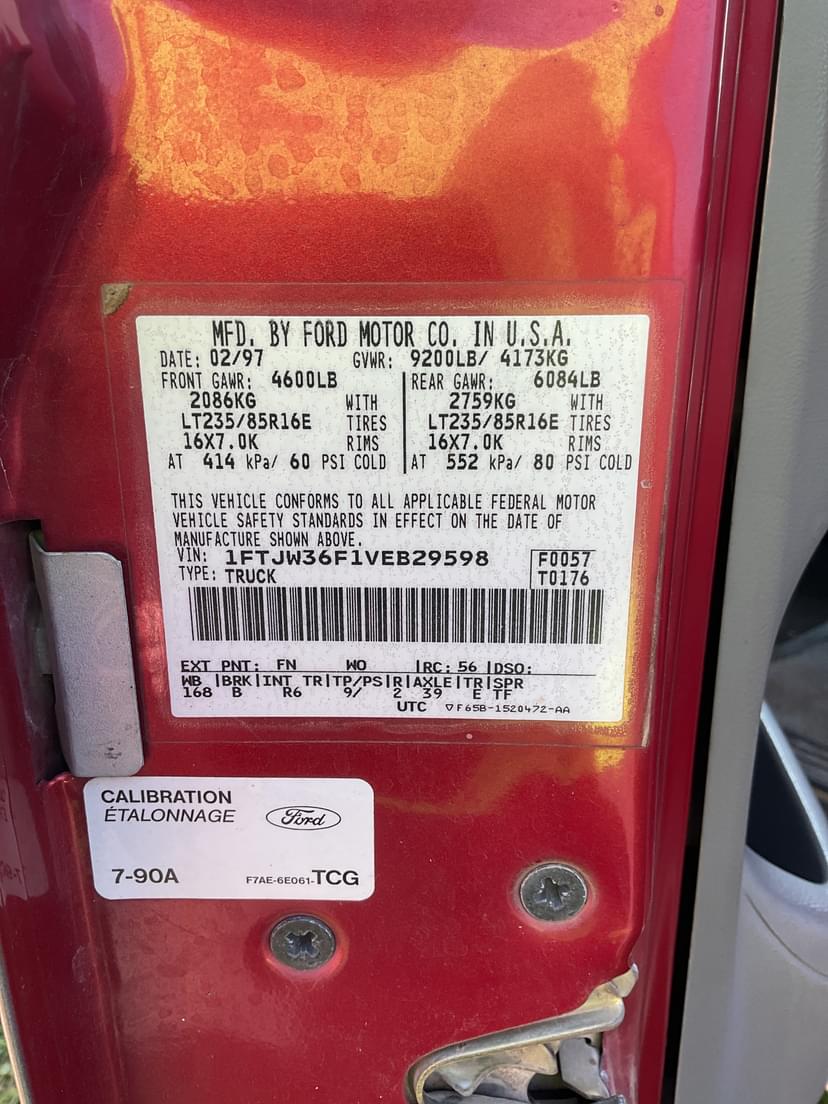 MFD. BY FORD MOTOR CO. IN U.S.A.
DATE: 02/97 GVWR: 9200LB/ 4173KG
FRONT GAWR: 4600LB REAR GAWR: 6084LB
2086KG WITH 2759KG WITH
LT235/85R16E TIRES LT235/85R16E TIRES
16X7.0K RIMS 16X7.0K RIMS
AT 414 kPa/ 60 PSI COLD AT 552 kPa/ 80 PSI COLD
THIS VEHICLE CONFORMS TO ALL APPLICABLE FEDERAL MOTOR
VEHICLE SAFETY STANDARDS IN EFFECT ON THE DATE OF
MANUFACTURE SHOWN ABOVE.
VIN: 1FTJW36F1VEB29598 F0057
TYPE: TRUCK T0176
EXT PNT: FN WO |RC: 56 |DSO:
WB |BRK|INT TR|TP/PS|R|AXLE|TR|SPR
168 B R6 9/ 2 39 E TF
UTC ▽F65B-1520472-AA
CALIBRATION
ÉTALONNAGE
Ford
7-90A F7AE-6E061-TCG